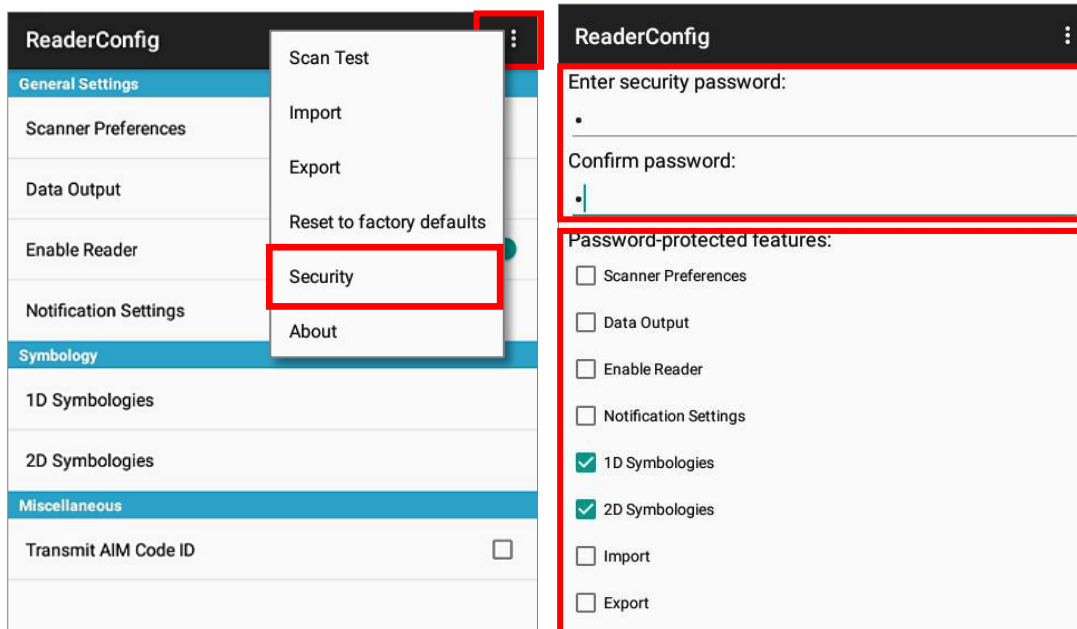 ReaderConfig
General Settings
Scanner Preferences
Data Output
Enable Reader
Notification Settings
Symbology
1D Symbologies
2D Symbologies
Miscellaneous
Transmit AIM Code ID
Scan Test
Import
Export
Reset to factory defaults
Security
About
ReaderConfig
Enter security password:
•
Confirm password:
•
Password-protected features:
Scanner Preferences
Data Output
Enable Reader
Notification Settings
1D Symbologies
2D Symbologies
Import
Export